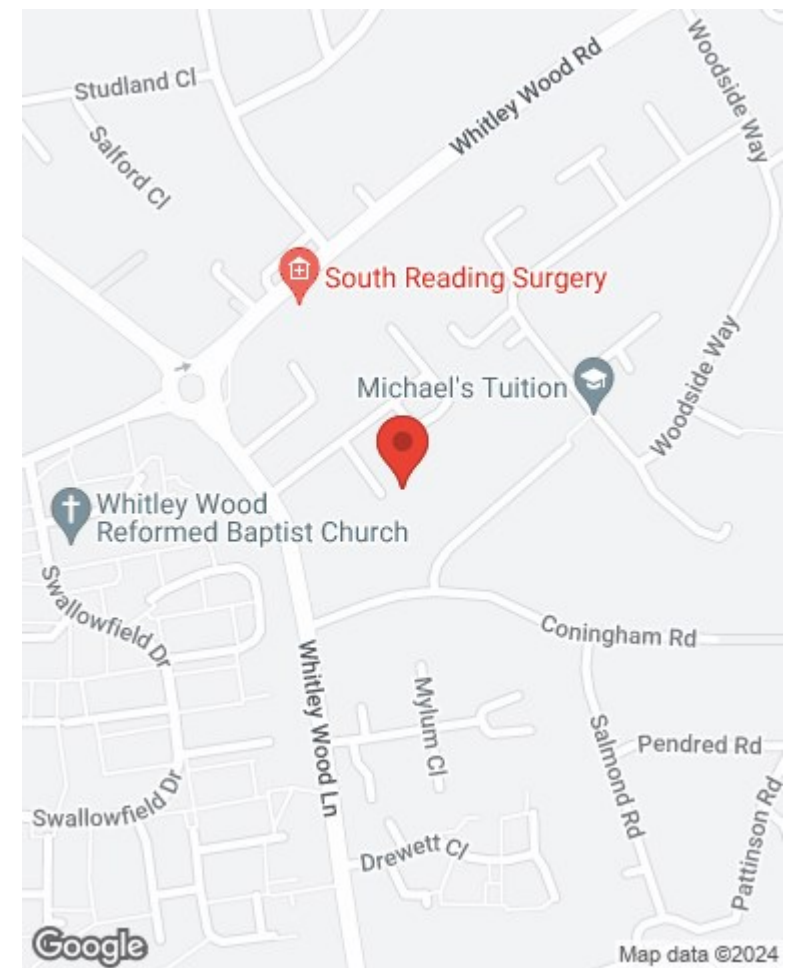 Studland Cl
Salford Cl
Whitley Wood Rd
Woodside Way
South Reading Surgery
Michael's Tuition
Woodside Way
Whitley Wood
Reformed Baptist Church
Swallowfield Dr
Coningham Rd
Whitley Wood Ln
Mylum Cl
Salmond Rd
Pendred Rd
Swallowfield Dr
Drewett Cl
Pattinson Rd
Google
Map data ©2024